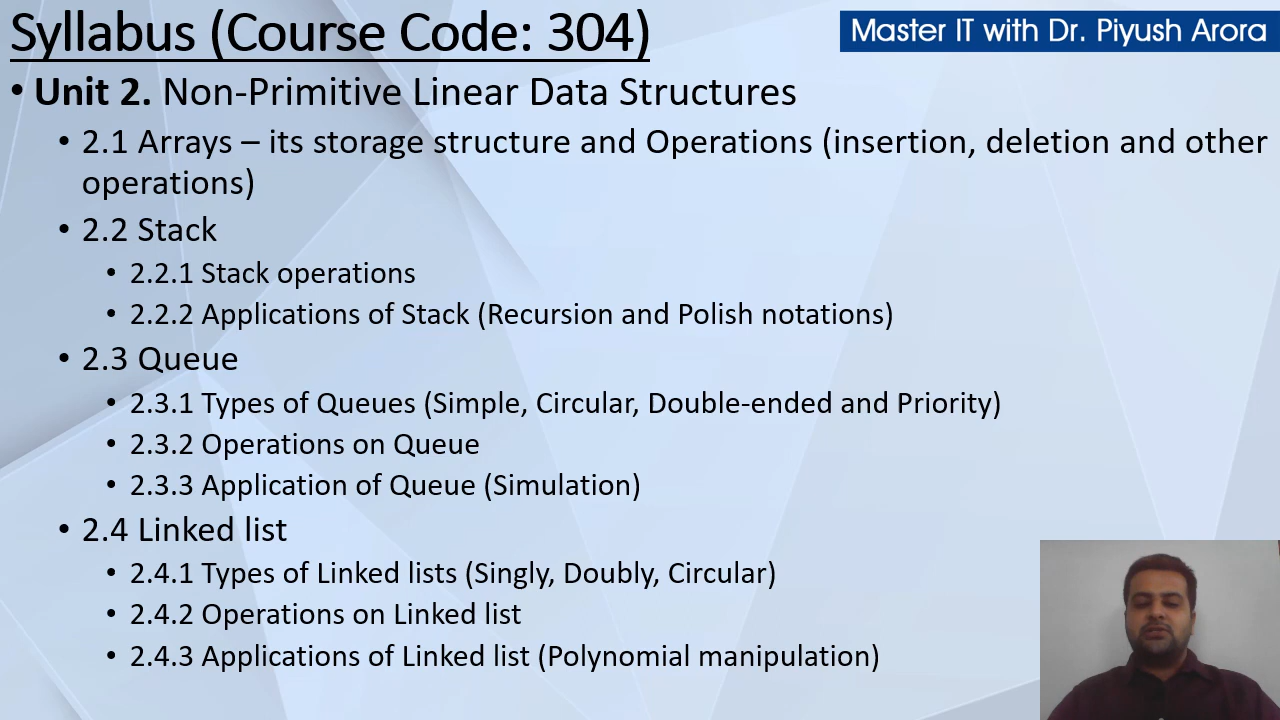 Syllabus (Course Code: 304)
Master IT with Dr. Piyush Arora
• Unit 2. Non-Primitive Linear Data Structures
• 2.1 Arrays – its storage structure and Operations (insertion, deletion and other
operations)
• 2.2 Stack
• 2.2.1 Stack operations
• 2.2.2 Applications of Stack (Recursion and Polish notations)
• 2.3 Queue
• 2.3.1 Types of Queues (Simple, Circular, Double-ended and Priority)
• 2.3.2 Operations on Queue
• 2.3.3 Application of Queue (Simulation)
• 2.4 Linked list
• 2.4.1 Types of Linked lists (Singly, Doubly, Circular)
• 2.4.2 Operations on Linked list
• 2.4.3 Applications of Linked list (Polynomial manipulation)